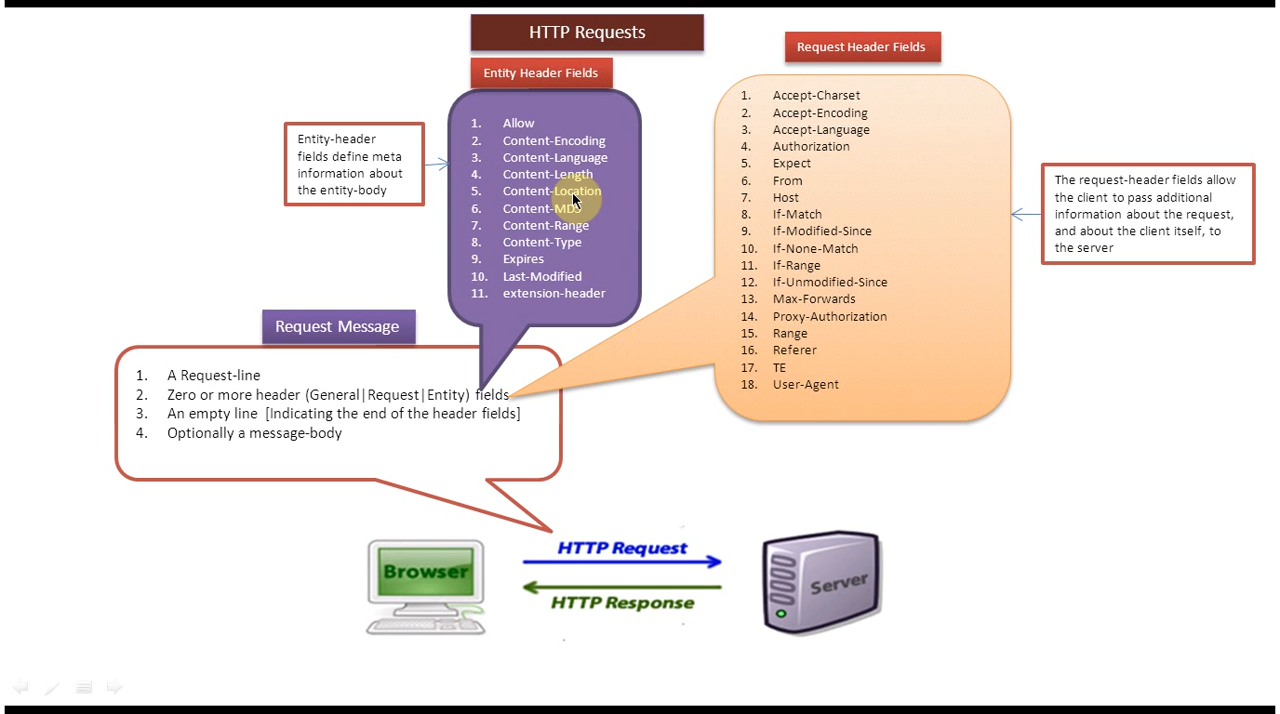 HTTP Requests
Request Header Fields
Entity Header Fields
1. Allow
2. Content-Encoding
3. Content-Language
4. Content-Length
5. Content-Location
6. Content-MD5
7. Content-Range
8. Content-Type
9. Expires
10. Last-Modified
11. extension-header
Entity-header
fields define meta
information about
the entity-body
1. Accept-Charset
2. Accept-Encoding
3. Accept-Language
4. Authorization
5. Expect
6. From
7. Host
8. If-Match
9. If-Modified-Since
10. If-None-Match
11. If-Range
12. If-Unmodified-Since
13. Max-Forwards
14. Proxy-Authorization
15. Range
16. Referer
17. TE
18. User-Agent
The request-header fields allow
the client to pass additional
information about the request,
and about the client itself, to
the server
Request Message
1. A Request-line
2. Zero or more header (General|Request|Entity) fields
3. An empty line [Indicating the end of the header fields]
4. Optionally a message-body
Browser
HTTP Request
HTTP Response
Server